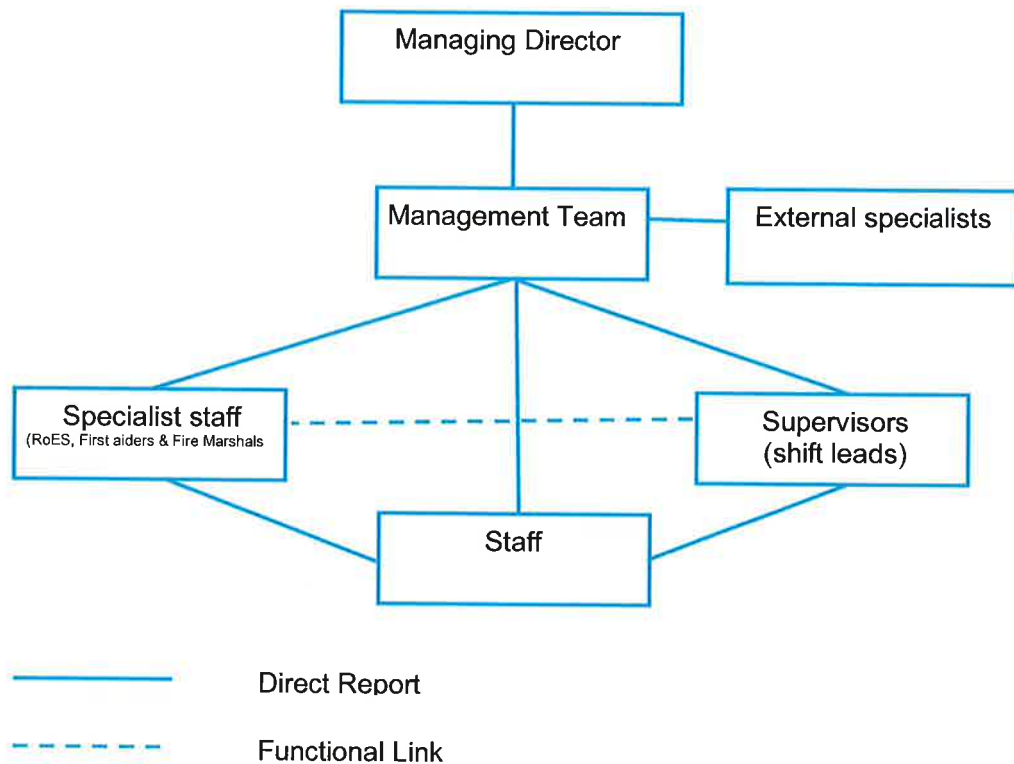 Managing Director
Management Team
External specialists
Specialist staff
(RoES, First aiders & Fire Marshals
Supervisors
(shift leads)
Staff
Direct Report
Functional Link